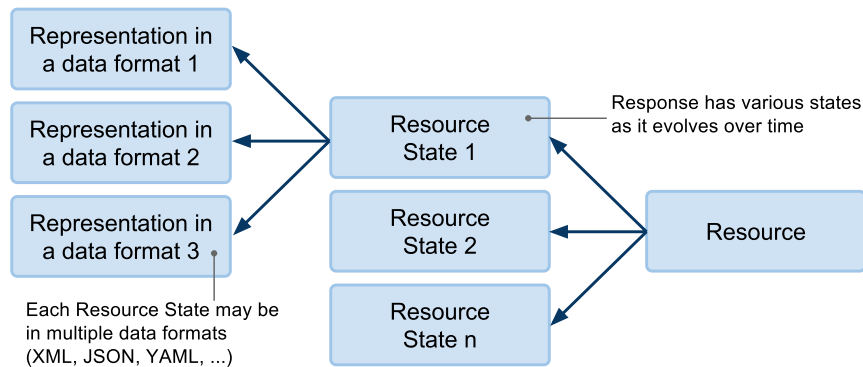 Representation in
a data format 1
Representation in
a data format 2
Representation in
a data format 3
Each Resource State may be
in multiple data formats
(XML, JSON, YAML, ...)
Resource
State 1
Resource
State 2
Resource
State n
Response has various states
as it evolves over time
Resource